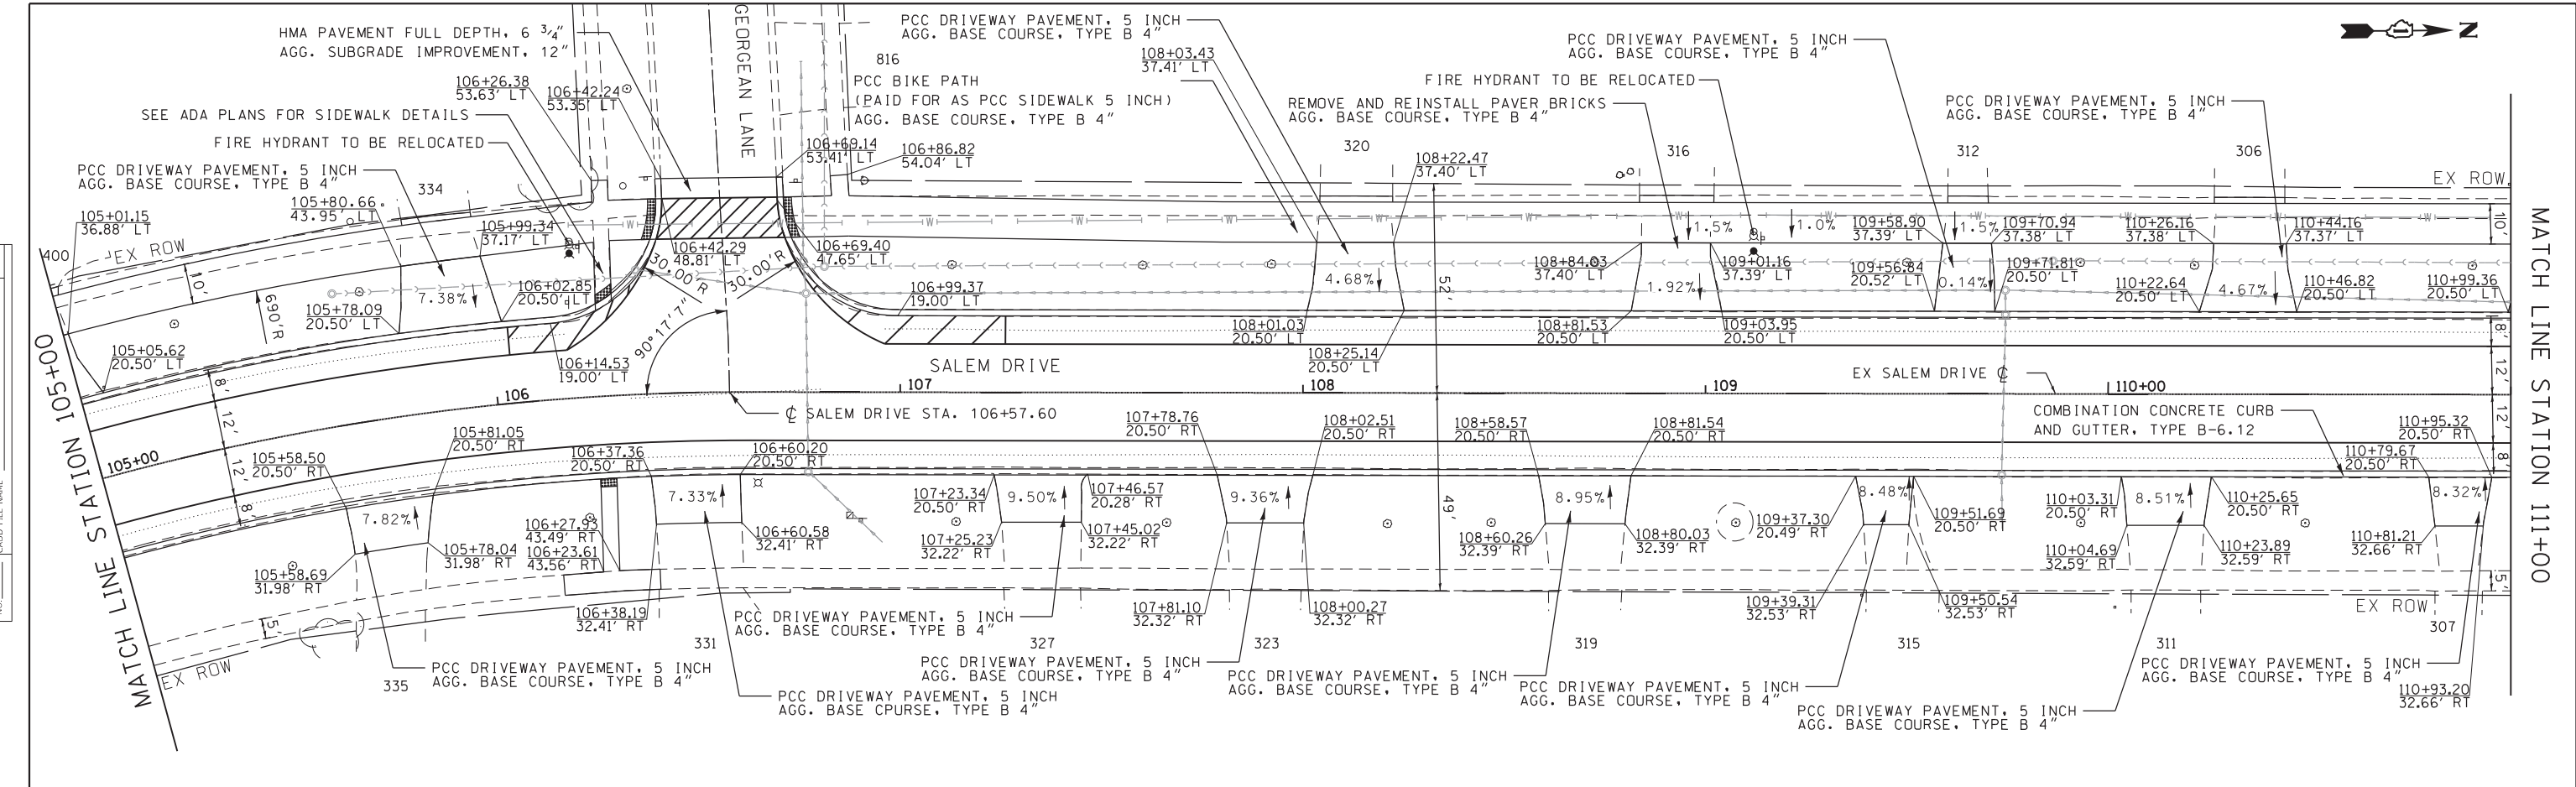 HMA PAVEMENT FULL DEPTH, 6 3/4"
AGG. SUBGRADE IMPROVEMENT, 12"
GEORGEAN LANE
PCC DRIVEWAY PAVEMENT, 5 INCH
AGG. BASE COURSE, TYPE B 4"
816
PCC BIKE PATH
(PAID FOR AS PCC SIDEWALK 5 INCH)
AGG. BASE COURSE, TYPE B 4"
108+03.43
37.41' LT
PCC DRIVEWAY PAVEMENT, 5 INCH
AGG. BASE COURSE, TYPE B 4"
FIRE HYDRANT TO BE RELOCATED
REMOVE AND REINSTALL PAVER BRICKS
AGG. BASE COURSE, TYPE B 4"
PCC DRIVEWAY PAVEMENT, 5 INCH
AGG. BASE COURSE, TYPE B 4"
N
106+26.38
53.63' LT
106+42.24
53.35' LT
SEE ADA PLANS FOR SIDEWALK DETAILS
FIRE HYDRANT TO BE RELOCATED
PCC DRIVEWAY PAVEMENT, 5 INCH
AGG. BASE COURSE, TYPE B 4"
334
106+69.14
53.41' LT
106+86.82
54.04' LT
320
108+22.47
37.40' LT
316
312
306
EX ROW
105+01.15
36.88' LT
105+80.66
43.95' LT
105+99.34
37.17' LT
400
EX ROW
10'
690'R
7.38%
106+02.85
20.50' LT
106+42.29
48.81' LT
30.00'R
30.00'R
106+69.40
47.65' LT
106+99.37
19.00' LT
W
W
W
W
W
W
W
W
W
4.68%
52'
108+84.03
37.40' LT
1.5%
1.92%
109+01.16
37.39' LT
1.0%
109+58.90
37.39' LT
109+56.84
20.52' LT
1.5%
0.14%
109+70.94
37.38' LT
109+71.81
20.50' LT
110+26.16
37.38' LT
110+22.64
20.50' LT
4.67%
110+44.16
37.37' LT
110+46.82
20.50' LT
110+99.36
20.50' LT
10'
105+78.09
20.50' LT
105+05.62
20.50' LT
106+14.53
19.00' LT
90°17'7"
108+01.03
20.50' LT
108+25.14
20.50' LT
108+81.53
20.50' LT
109+03.95
20.50' LT
SALEM DRIVE
EX SALEM DRIVE ℄
℄ SALEM DRIVE STA. 106+57.60
105+00
106
107
108
109
110+00
8'
12'
12'
8'
8'
12'
12'
8'
MATCH LINE STATION 105+00
MATCH LINE STATION 111+00
COMBINATION CONCRETE CURB
AND GUTTER, TYPE B-6.12
105+58.50
20.50' RT
105+81.05
20.50' RT
106+37.36
20.50' RT
106+60.20
20.50' RT
107+78.76
20.50' RT
108+02.51
20.50' RT
108+58.57
20.50' RT
108+81.54
20.50' RT
110+79.67
20.50' RT
110+95.32
20.50' RT
7.82%
7.33%
107+23.34
20.50' RT
9.50%
107+46.57
20.28' RT
9.36%
8.95%
8.48%
109+37.30
20.49' RT
109+51.69
20.50' RT
110+03.31
20.50' RT
8.51%
110+25.65
20.50' RT
8.32%
105+58.69
31.98' RT
105+78.04
31.98' RT
106+27.93
43.49' RT
106+23.61
43.56' RT
106+60.58
32.41' RT
107+25.23
32.22' RT
107+45.02
32.22' RT
49'
108+60.26
32.39' RT
108+80.03
32.39' RT
110+04.69
32.59' RT
110+23.89
32.59' RT
110+81.21
32.66' RT
106+38.19
32.41' RT
107+81.10
32.32' RT
108+00.27
32.32' RT
109+39.31
32.53' RT
109+50.54
32.53' RT
5'
5'
EX ROW
EX ROW
335
331
327
323
319
315
311
307
PCC DRIVEWAY PAVEMENT, 5 INCH
AGG. BASE COURSE, TYPE B 4"
PCC DRIVEWAY PAVEMENT, 5 INCH
AGG. BASE CPURSE, TYPE B 4"
PCC DRIVEWAY PAVEMENT, 5 INCH
AGG. BASE COURSE, TYPE B 4"
PCC DRIVEWAY PAVEMENT, 5 INCH
AGG. BASE COURSE, TYPE B 4"
PCC DRIVEWAY PAVEMENT, 5 INCH
AGG. BASE COURSE, TYPE B 4"
PCC DRIVEWAY PAVEMENT, 5 INCH
AGG. BASE COURSE, TYPE B 4"
PCC DRIVEWAY PAVEMENT, 5 INCH
AGG. BASE COURSE, TYPE B 4"
PCC DRIVEWAY PAVEMENT, 5 INCH
AGG. BASE COURSE, TYPE B 4"
110+93.20
32.66' RT